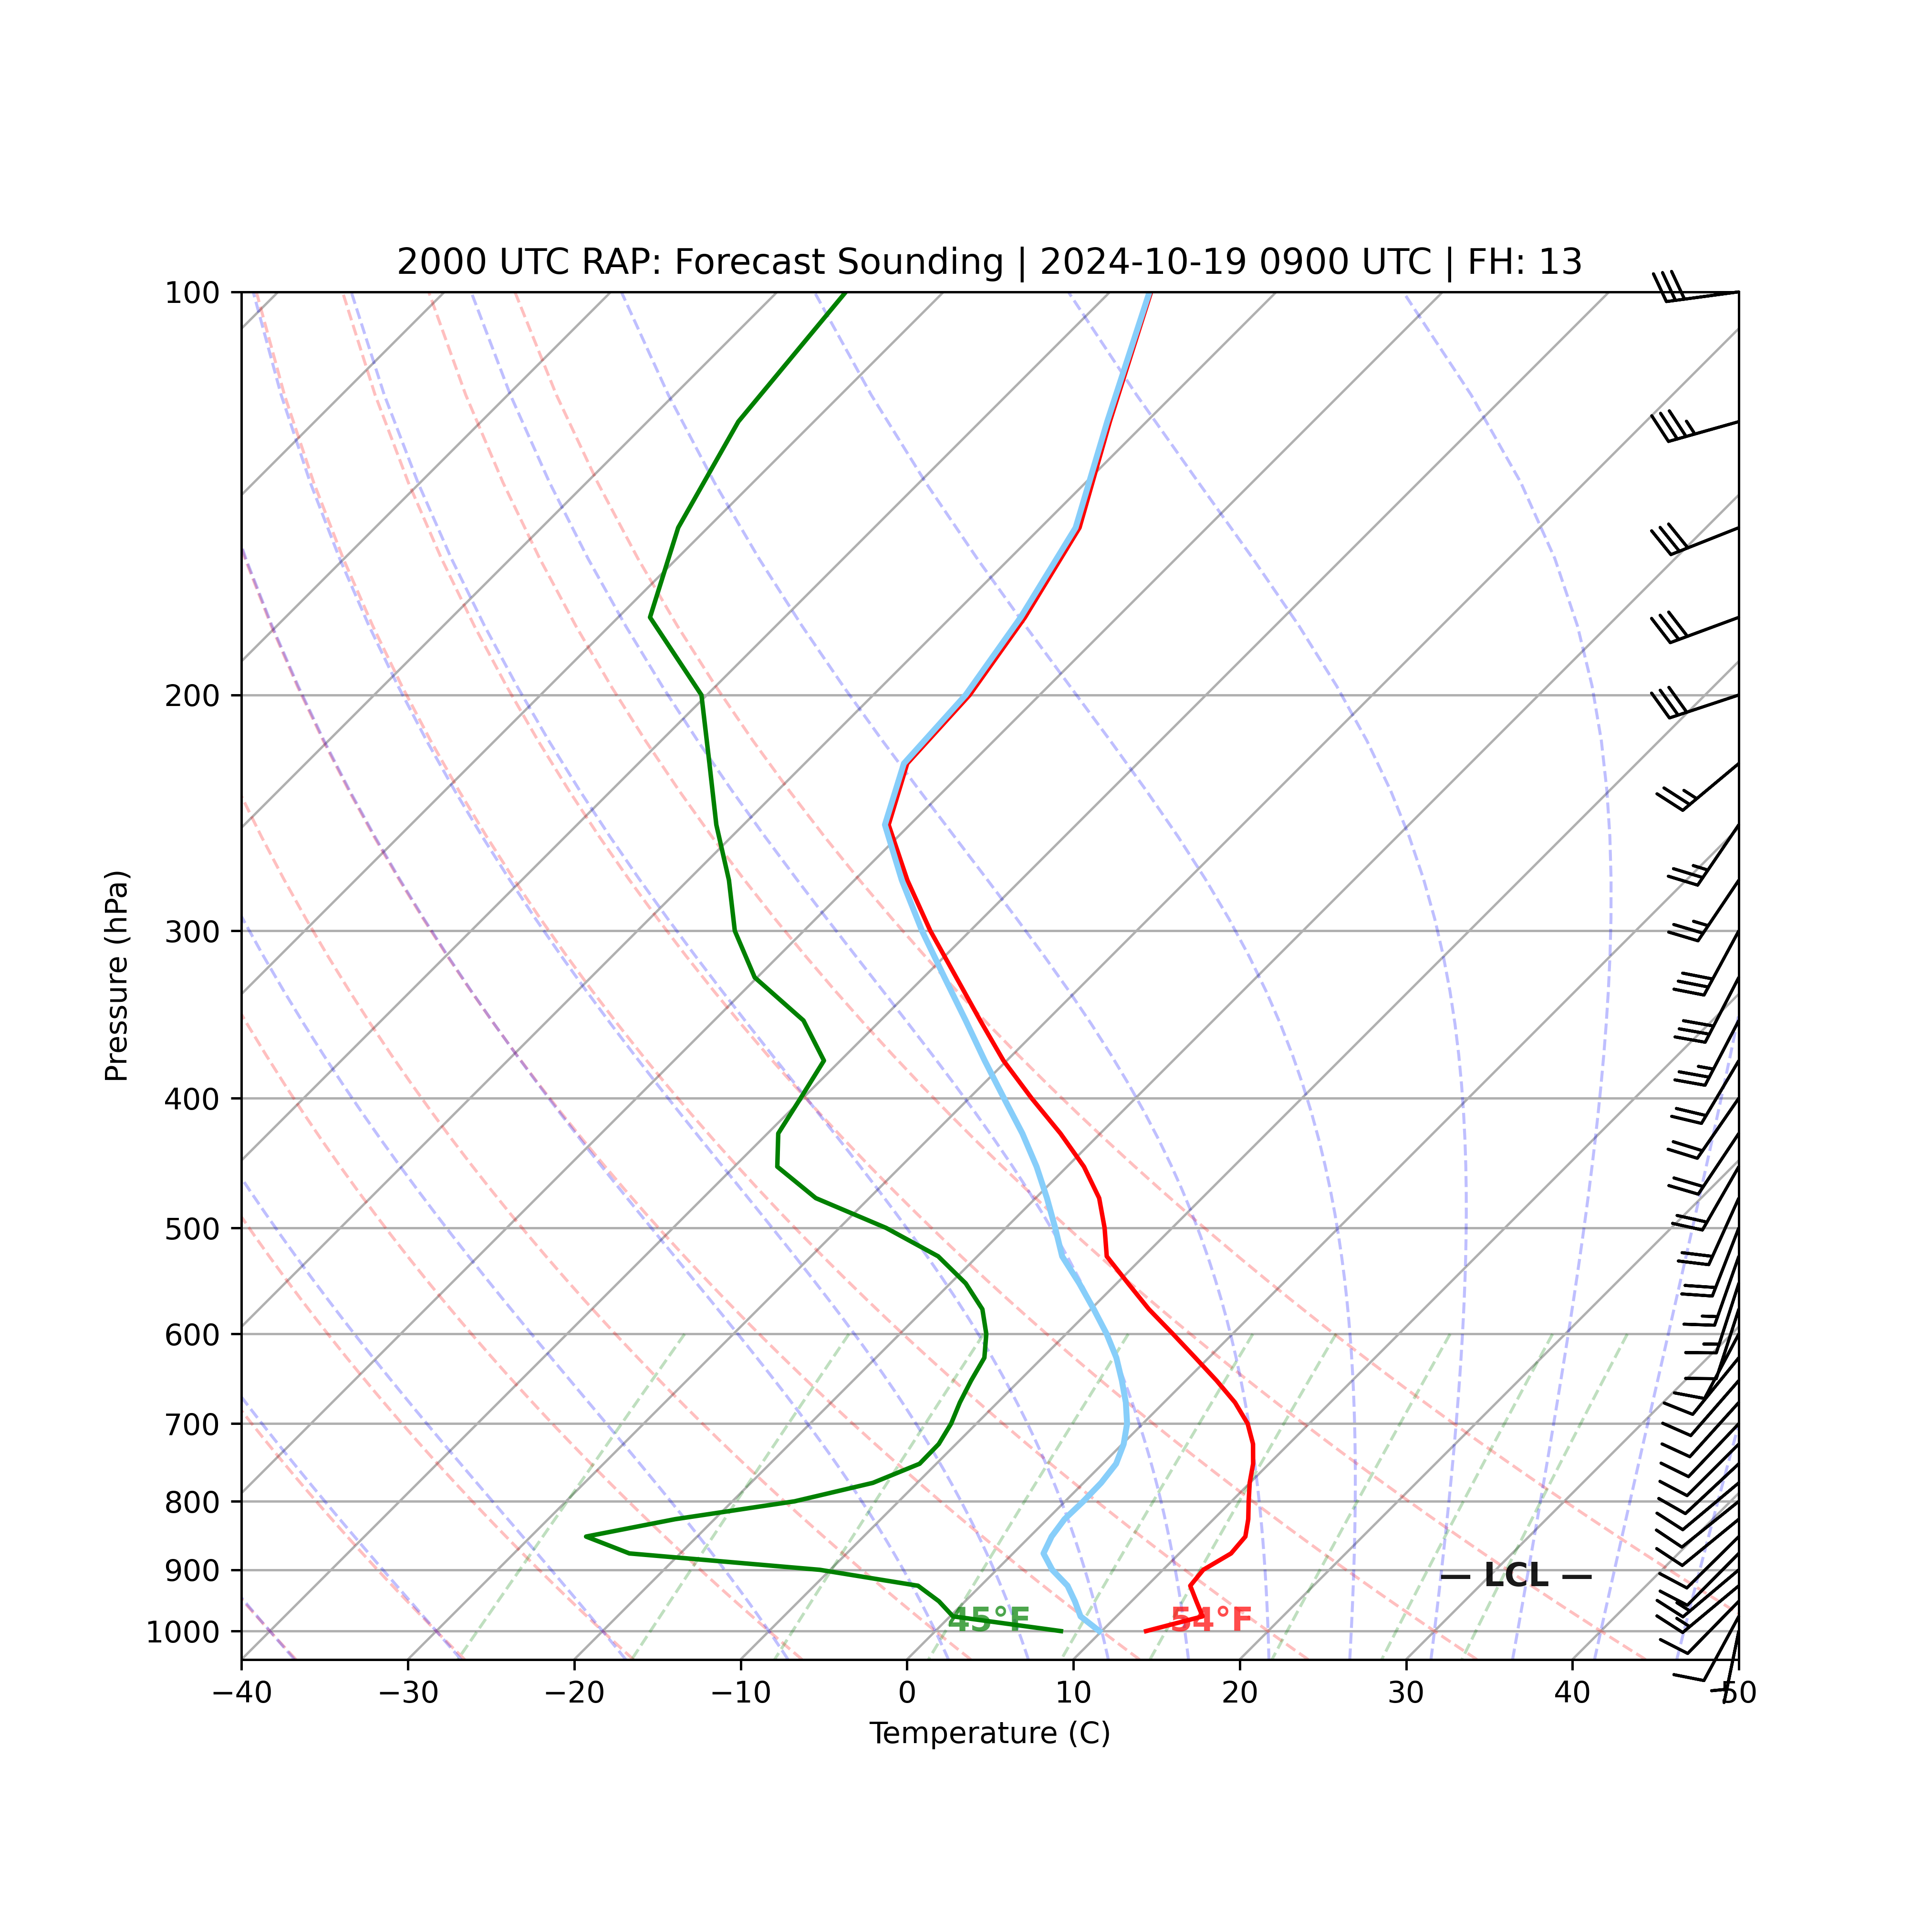 2000 UTC RAP: Forecast Sounding | 2024-10-19 0900 UTC | FH: 13
100
200
300
400
500
600
700
800
900
1000
Pressure (hPa)
— LCL —
45°F
54°F
−40 −30 −20 −10 0 10 20 30 40 50
Temperature (C)